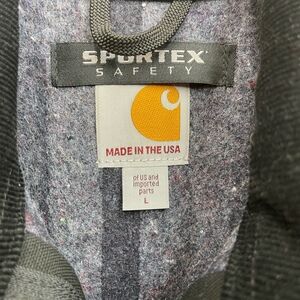 SPORTEX
SAFETY
MADE IN THE USA
of US and
imported
parts
L